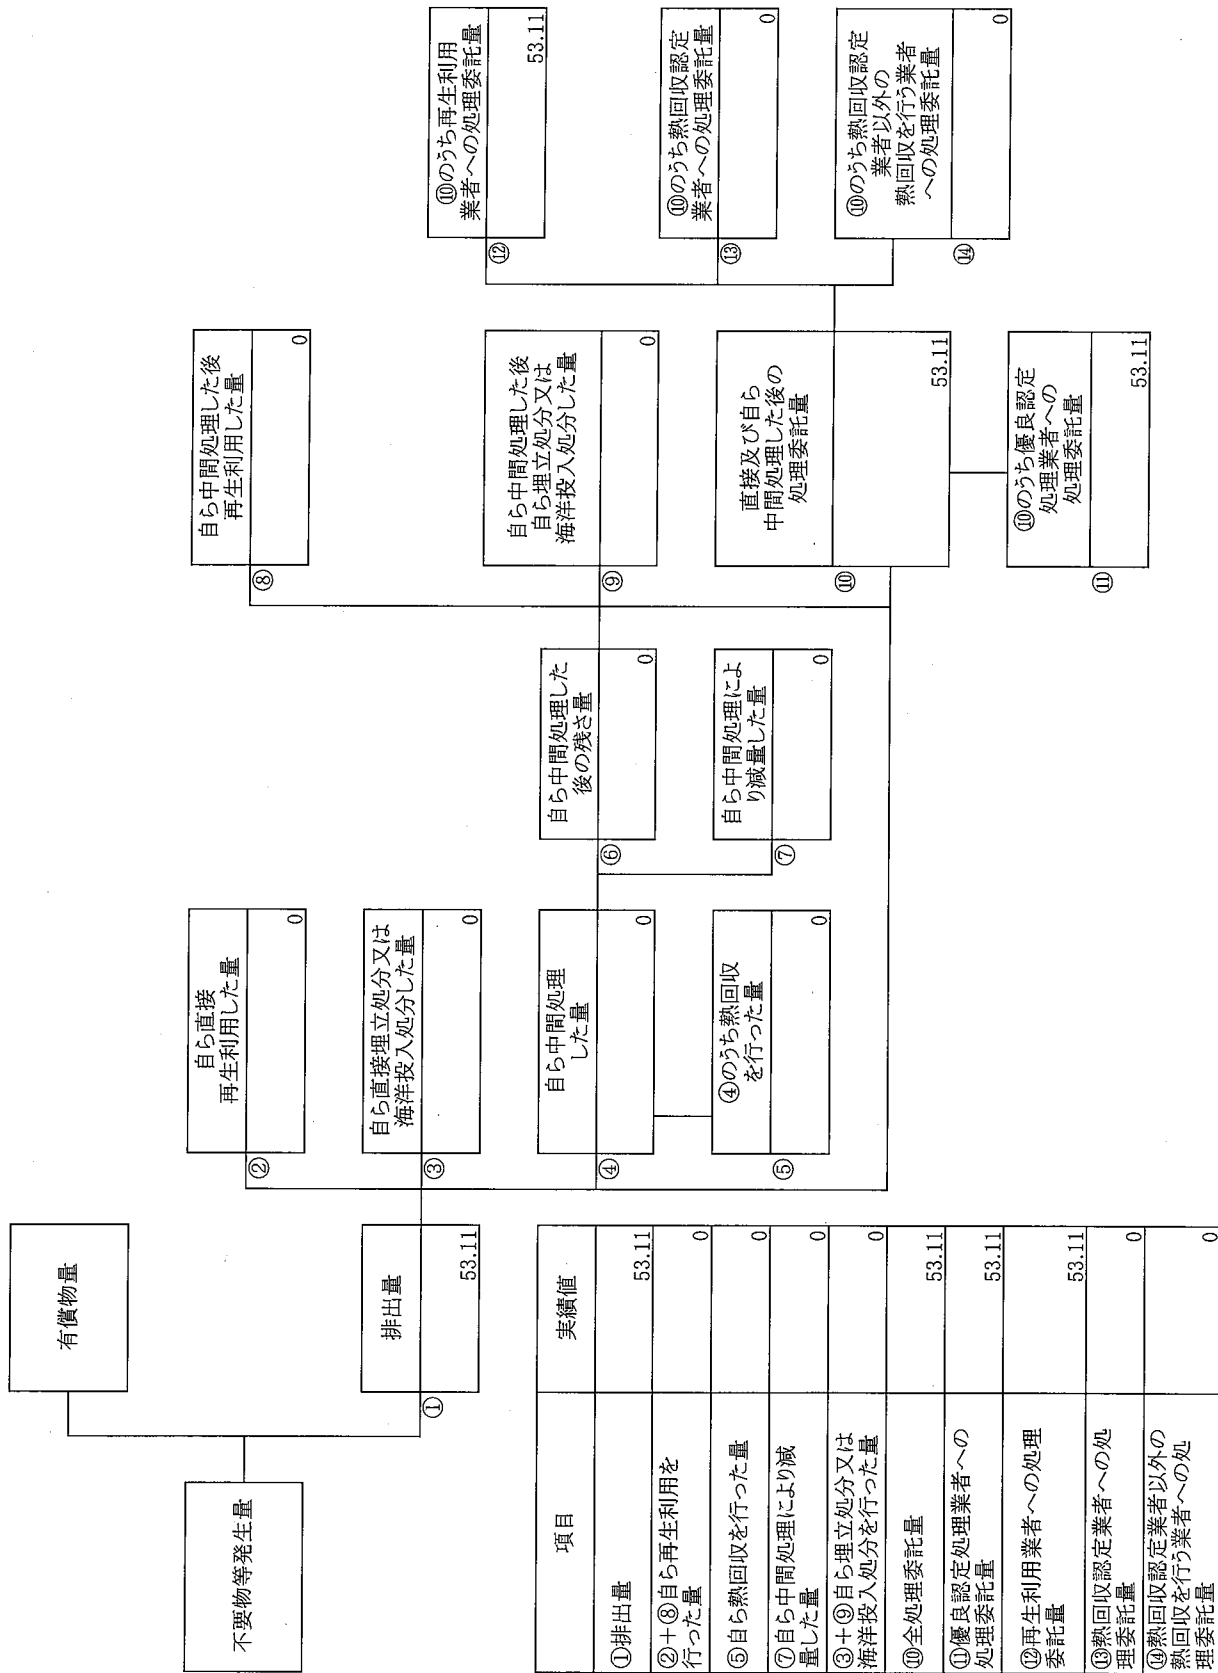 不要物等発生量
有償物量
①
排出量
53.11
②
自ら直接
再生利用した量
0
③
自ら直接埋立処分又は
海洋投入処分した量
0
④
自ら中間処理
した量
0
⑤
④のうち熱回収
を行った量
0
⑥
自ら中間処理した
後の残さ量
0
⑦
自ら中間処理によ
り減量した量
0
⑧
自ら中間処理した後
再生利用した量
0
⑨
自ら中間処理した後
自ら埋立処分又は
海洋投入処分した量
0
⑩
直接及び自ら
中間処理した後の
処理委託量
53.11
⑪
⑩のうち優良認定
処理業者への
処理委託量
53.11
⑫
⑩のうち再生利用
業者への処理委託量
53.11
⑬
⑩のうち熱回収認定
業者への処理委託量
0
⑭
⑩のうち熱回収認定
業者以外の
熱回収を行う業者
への処理委託量
0
項目 実績値
①排出量 53.11
②+⑧自ら再生利用を
行った量 0
⑤自ら熱回収を行った量 0
⑦自ら中間処理により減
量した量 0
③+⑨自ら埋立処分又は
海洋投入処分を行った量 0
⑩全処理委託量 53.11
⑪優良認定処理業者への
処理委託量 53.11
⑫再生利用業者への処理
委託量 53.11
⑬熱回収認定業者への処
理委託量 0
⑭熱回収認定業者以外の
熱回収を行う業者への処
理委託量 0